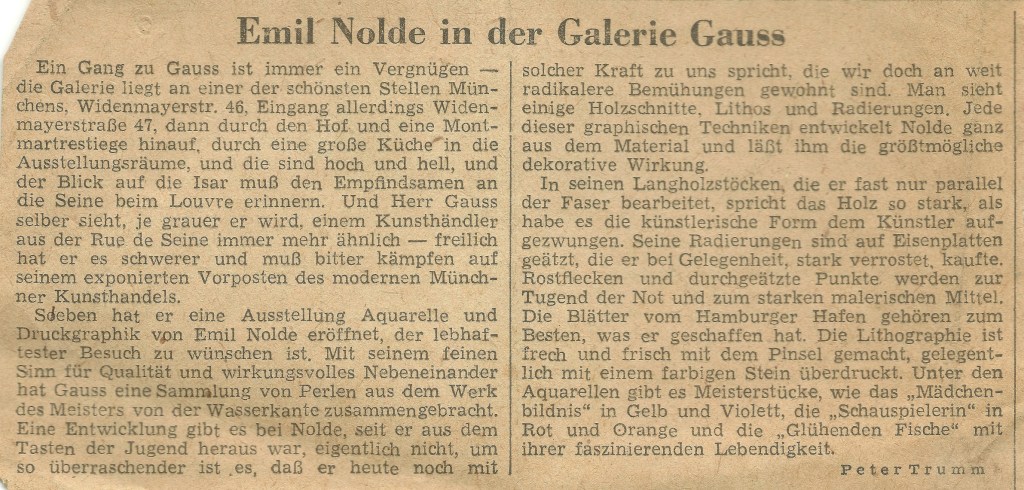 Emil Nolde in der Galerie Gauss
Ein Gang zu Gauss ist immer ein Vergnügen —
die Galerie liegt an einer der schönsten Stellen Mün-
chens, Widenmayerstr. 46, Eingang allerdings Widen-
mayerstraße 47, dann durch den Hof und eine Mont-
martrestiege hinauf, durch eine große Küche in die
Ausstellungsräume, und die sind hoch und hell, und
der Blick auf die Isar muß den Empfindsamen an
die Seine beim Louvre erinnern. Und Herr Gauss
selber sieht, je grauer er wird, einem Kunsthändler
aus der Rue de Seine immer mehr ähnlich — freilich
hat er es schwerer und muß bitter kämpfen auf
seinem exponierten Vorposten des modernen Münch-
ner Kunsthandels.
Soeben hat er eine Ausstellung Aquarelle und
Druckgraphik von Emil Nolde eröffnet, der lebhaf-
tester Besuch zu wünschen ist. Mit seinem feinen
Sinn für Qualität und wirkungsvolles Nebeneinander
hat Gauss eine Sammlung von Perlen aus dem Werk
des Meisters von der Wasserkante zusammengebracht.
Eine Entwicklung gibt es bei Nolde, seit er aus dem
Tasten der Jugend heraus war, eigentlich nicht, um
so überraschender ist es, daß er heute noch mit
solcher Kraft zu uns spricht, die wir doch an weit
radikalere Bemühungen gewohnt sind. Man sieht
einige Holzschnitte, Lithos und Radierungen. Jede
dieser graphischen Techniken entwickelt Nolde ganz
aus dem Material und läßt ihm die größtmögliche
dekorative Wirkung.
In seinen Langholzstöcken, die er fast nur parallel
der Faser bearbeitet, spricht das Holz so stark, als
habe es die künstlerische Form dem Künstler auf-
gezwungen. Seine Radierungen sind auf Eisenplatten
geätzt, die er bei Gelegenheit, stark verrostet, kaufte.
Rostflecken und durchgeätzte Punkte werden zur
Tugend der Not und zum starken malerischen Mittel.
Die Blätter vom Hamburger Hafen gehören zum
Besten, was er geschaffen hat. Die Lithographie ist
frech und frisch mit dem Pinsel gemacht, gelegent-
lich mit einem farbigen Stein überdruckt. Unter den
Aquarellen gibt es Meisterstücke, wie das „Mädchen-
bildnis“ in Gelb und Violett, die „Schauspielerin“ in
Rot und Orange und die „Glühenden Fische“ mit
ihrer faszinierenden Lebendigkeit.
Peter Trumm